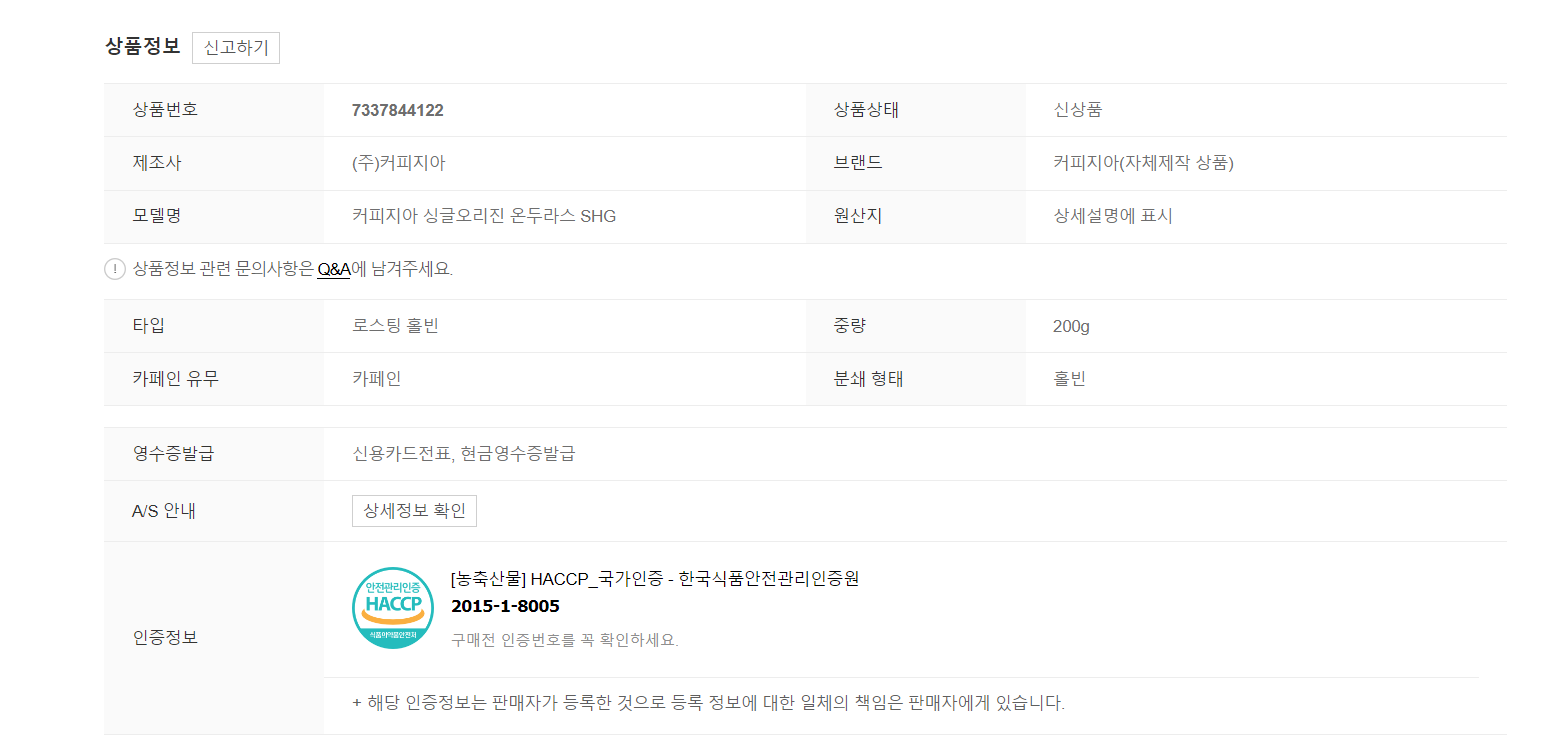 상품정보 신고하기
상품번호 7337844122 상품상태 신상품
제조사 (주)커피지아 브랜드 커피지아(자체제작 상품)
모델명 커피지아 싱글오리진 온두라스 SHG 원산지 상세설명에 표시
! 상품정보 관련 문의사항은 Q&A에 남겨주세요.
타입 로스팅 홀빈 중량 200g
카페인 유무 카페인 분쇄 형태 홀빈
영수증발급 신용카드전표, 현금영수증발급
A/S 안내 상세정보 확인
인증정보
안전관리인증
HACCP
식품의약품안전처
[농축산물] HACCP_국가인증 - 한국식품안전관리인증원
2015-1-8005
구매전 인증번호를 꼭 확인하세요.
+ 해당 인증정보는 판매자가 등록한 것으로 등록 정보에 대한 일체의 책임은 판매자에게 있습니다.